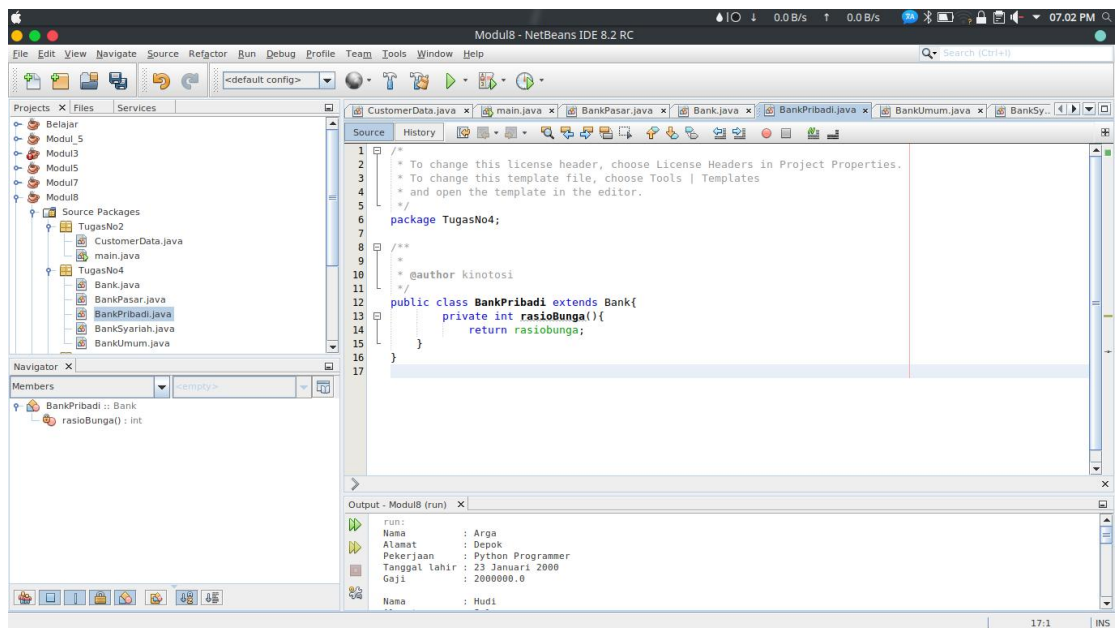 0.0 B/s 0.0 B/s 07.02 PM
Modul8 - NetBeans IDE 8.2 RC
File Edit View Navigate Source Refactor Run Debug Profile Team Tools Window Help
Search (Ctrl+I)
<default config>
Projects Files Services
Belajar
Modul_5
Modul3
Modul5
Modul7
Modul8
Source Packages
TugasNo2
CustomerData.java
main.java
TugasNo4
Bank.java
BankPasar.java
BankPribadi.java
BankSyariah.java
BankUmum.java
Navigator
Members <empty>
BankPribadi :: Bank
rasioBunga() : int
CustomerData.java main.java BankPasar.java Bank.java BankPribadi.java BankUmum.java BankSy..
Source History
1 /*
2 * To change this license header, choose License Headers in Project Properties.
3 * To change this template file, choose Tools | Templates
4 * and open the template in the editor.
5 */
6 package TugasNo4;
7
8 /**
9 *
10 * @author kinotosi
11 */
12 public class BankPribadi extends Bank{
13 private int rasioBunga(){
14 return rasiobunga;
15 }
16 }
17
Output - Modul8 (run)
run:
Nama : Arga
Alamat : Depok
Pekerjaan : Python Programmer
Tanggal lahir : 23 Januari 2000
Gaji : 2000000.0
Nama : Hudi
17:1 INS